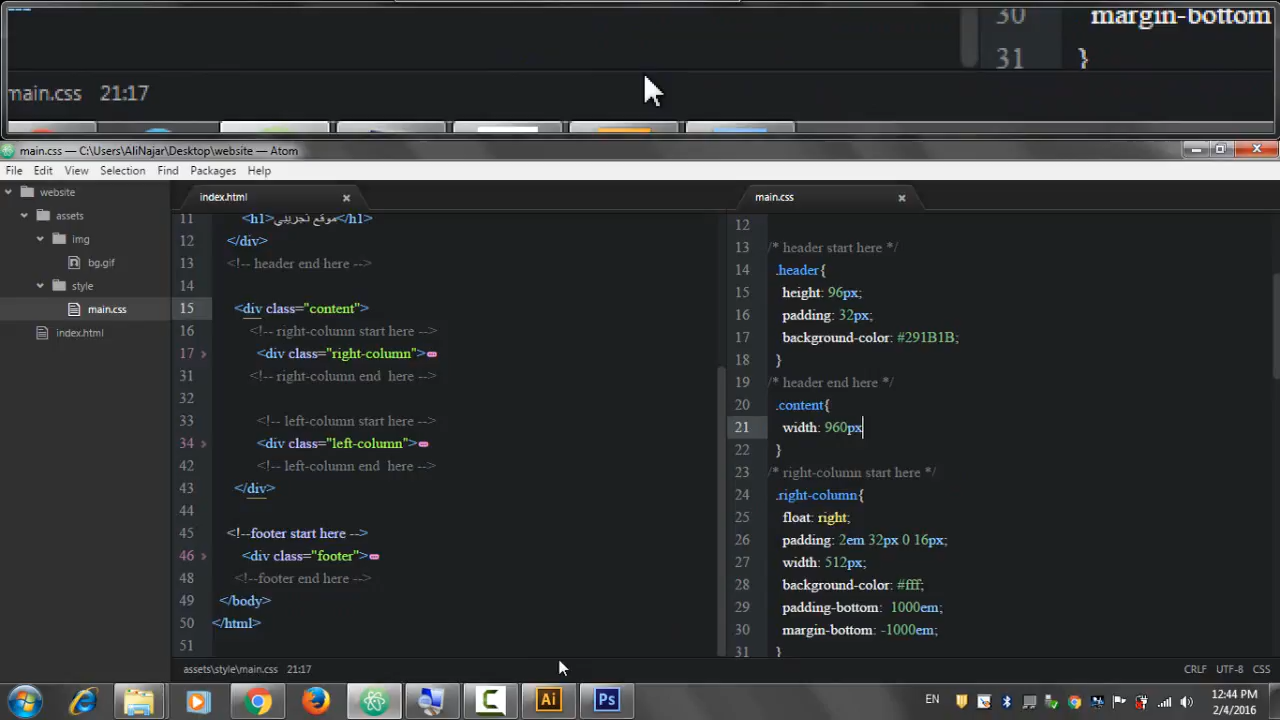 30 margin-bottom
31 }
main.css 21:17
main.css — C:\Users\AliNajar\Desktop\website — Atom
File Edit View Selection Find Packages Help
website
assets
img
bg.gif
style
main.css
index.html
index.html
11 <h1>موقع تجريبي</h1>
12 </div>
13 <!-- header end here -->
14
15 <div class="content">
16 <!-- right-column start here -->
17 <div class="right-column">
31 <!-- right-column end  here -->
32
33 <!-- left-column start here -->
34 <div class="left-column">
42 <!-- left-column end  here -->
43 </div>
44
45 <!--footer start here -->
46 <div class="footer">
48 <!--footer end here -->
49 </body>
50 </html>
51
main.css
12
13 /* header start here */
14 .header{
15 height: 96px;
16 padding: 32px;
17 background-color: #291B1B;
18 }
19 /* header end here */
20 .content{
21 width: 960px
22 }
23 /* right-column start here */
24 .right-column{
25 float: right;
26 padding: 2em 32px 0 16px;
27 width: 512px;
28 background-color: #fff;
29 padding-bottom:  1000em;
30 margin-bottom: -1000em;
31 }
assets\style\main.css 21:17
CRLF UTF-8 CSS
Ai Ps
EN
12:44 PM
2/4/2016